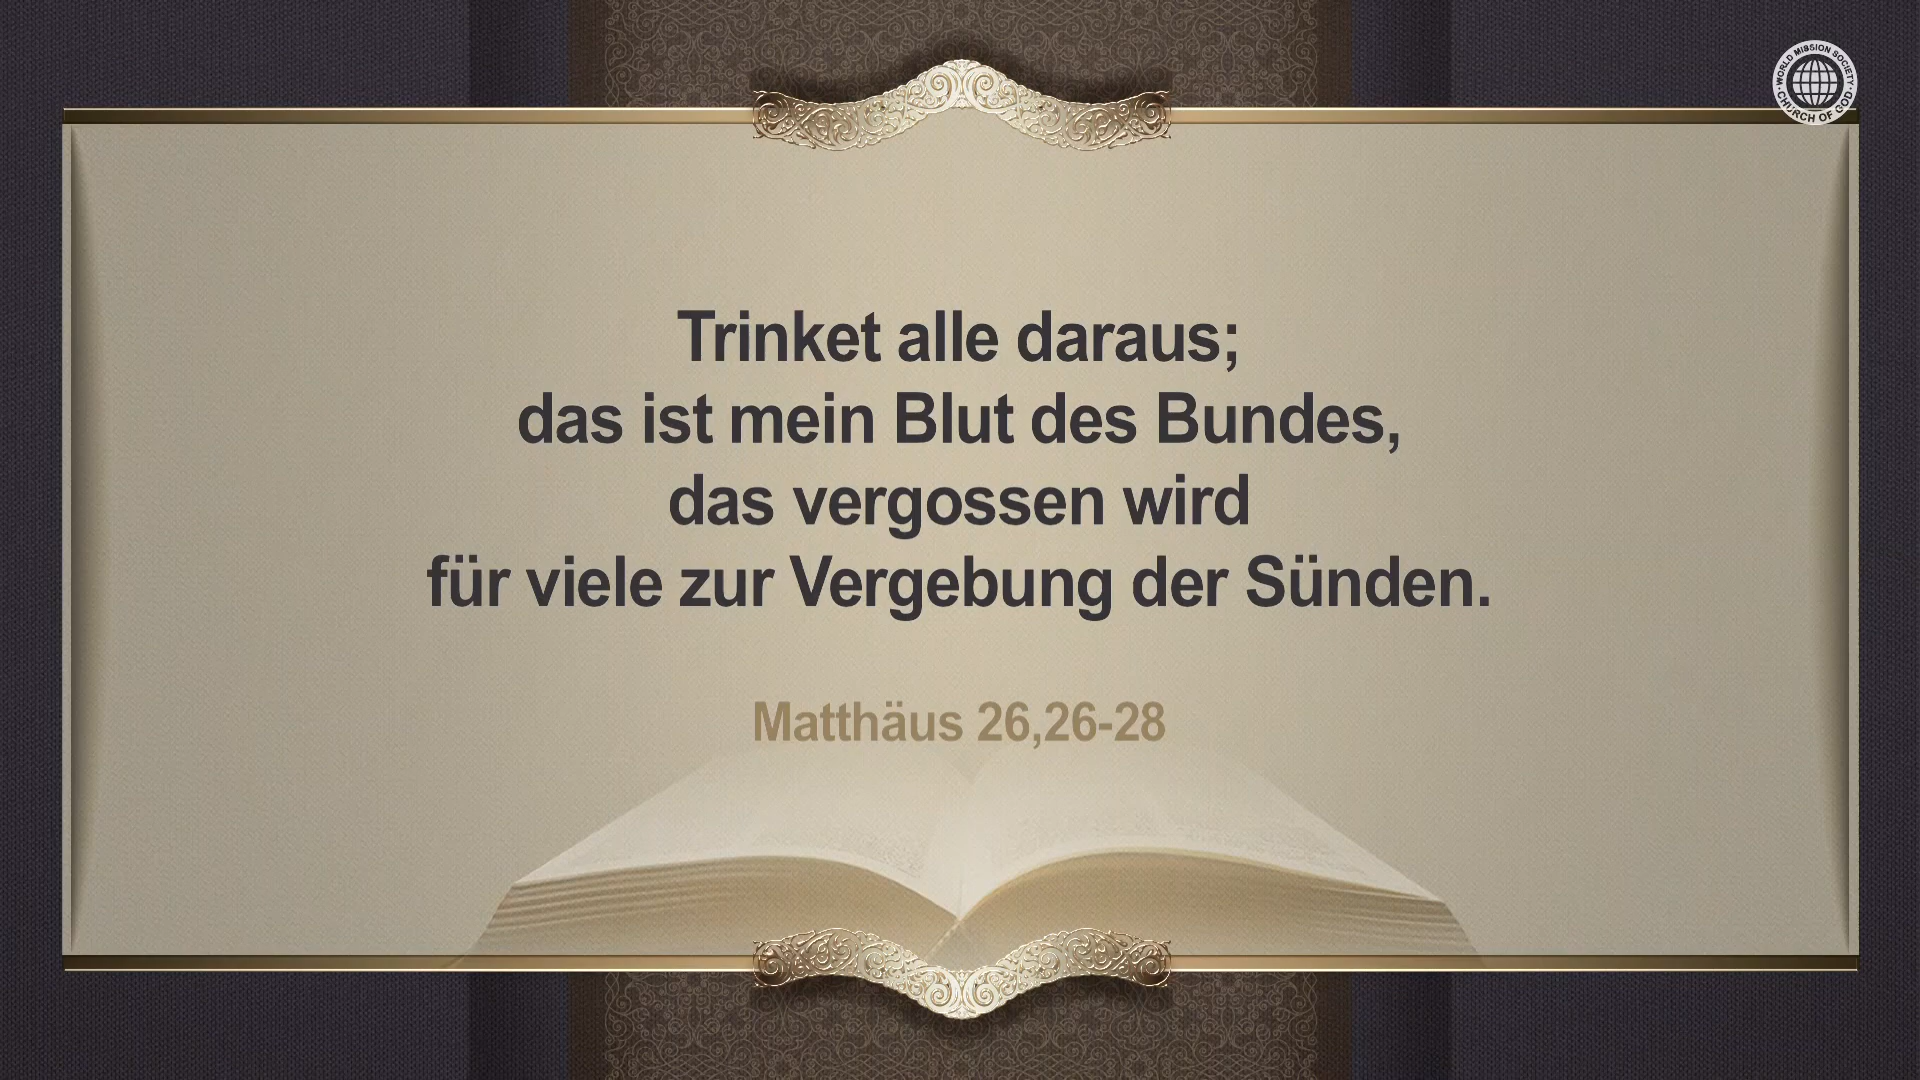 WORLD MISSION SOCIETY
CHURCH OF GOD
Trinket alle daraus;
das ist mein Blut des Bundes,
das vergossen wird
für viele zur Vergebung der Sünden.
Matthäus 26,26-28